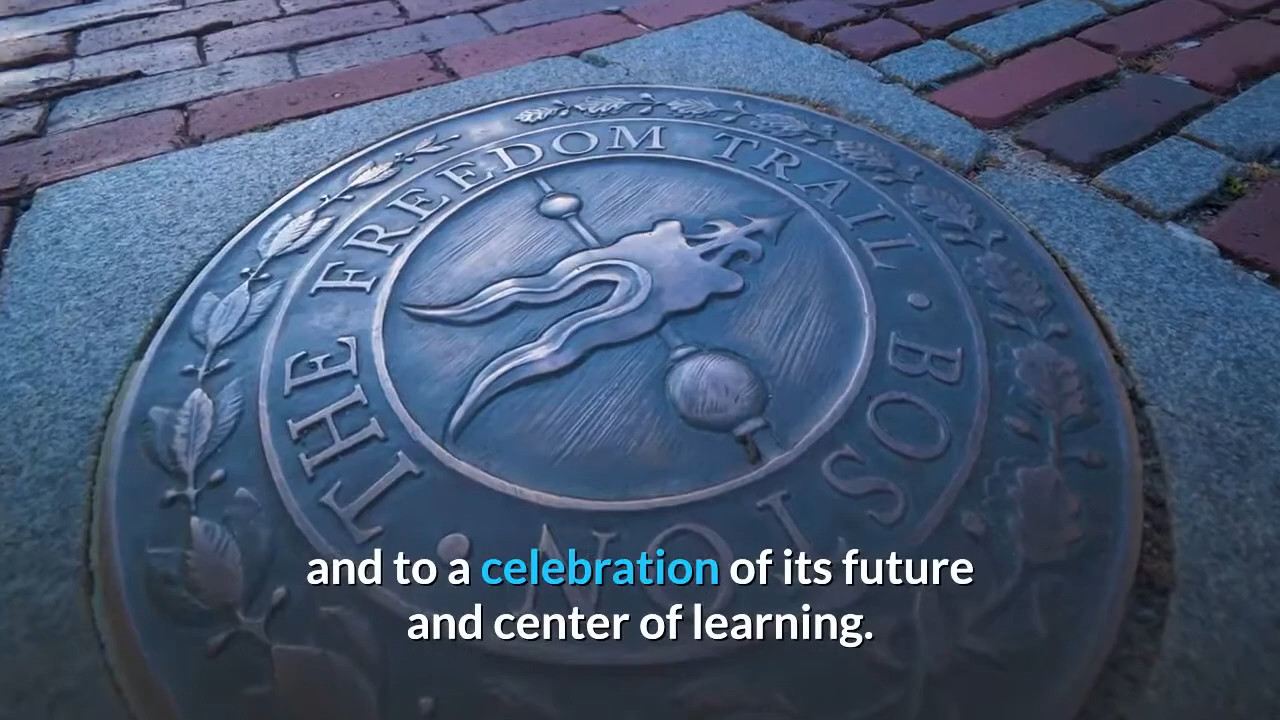 THE FREEDOM TRAIL • BOSTON •
and to a celebration of its future
and center of learning.